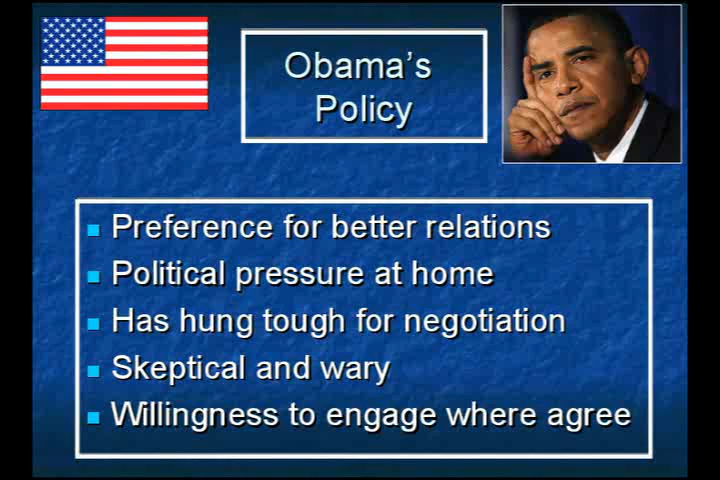 Obama's
Policy
Preference for better relations
Political pressure at home
Has hung tough for negotiation
Skeptical and wary
Willingness to engage where agree